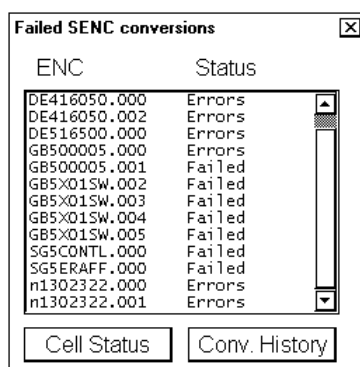 Failed SENC conversions
ENC Status
DE416050.000 Errors
DE416050.002 Errors
DE516500.000 Errors
GB500005.000 Errors
GB500005.001 Failed
GB5X01SW.002 Failed
GB5X01SW.003 Failed
GB5X01SW.004 Failed
GB5X01SW.005 Failed
SG5CONTL.000 Failed
SG5ERAFF.000 Failed
n1302322.000 Errors
n1302322.001 Errors
Cell Status Conv. History